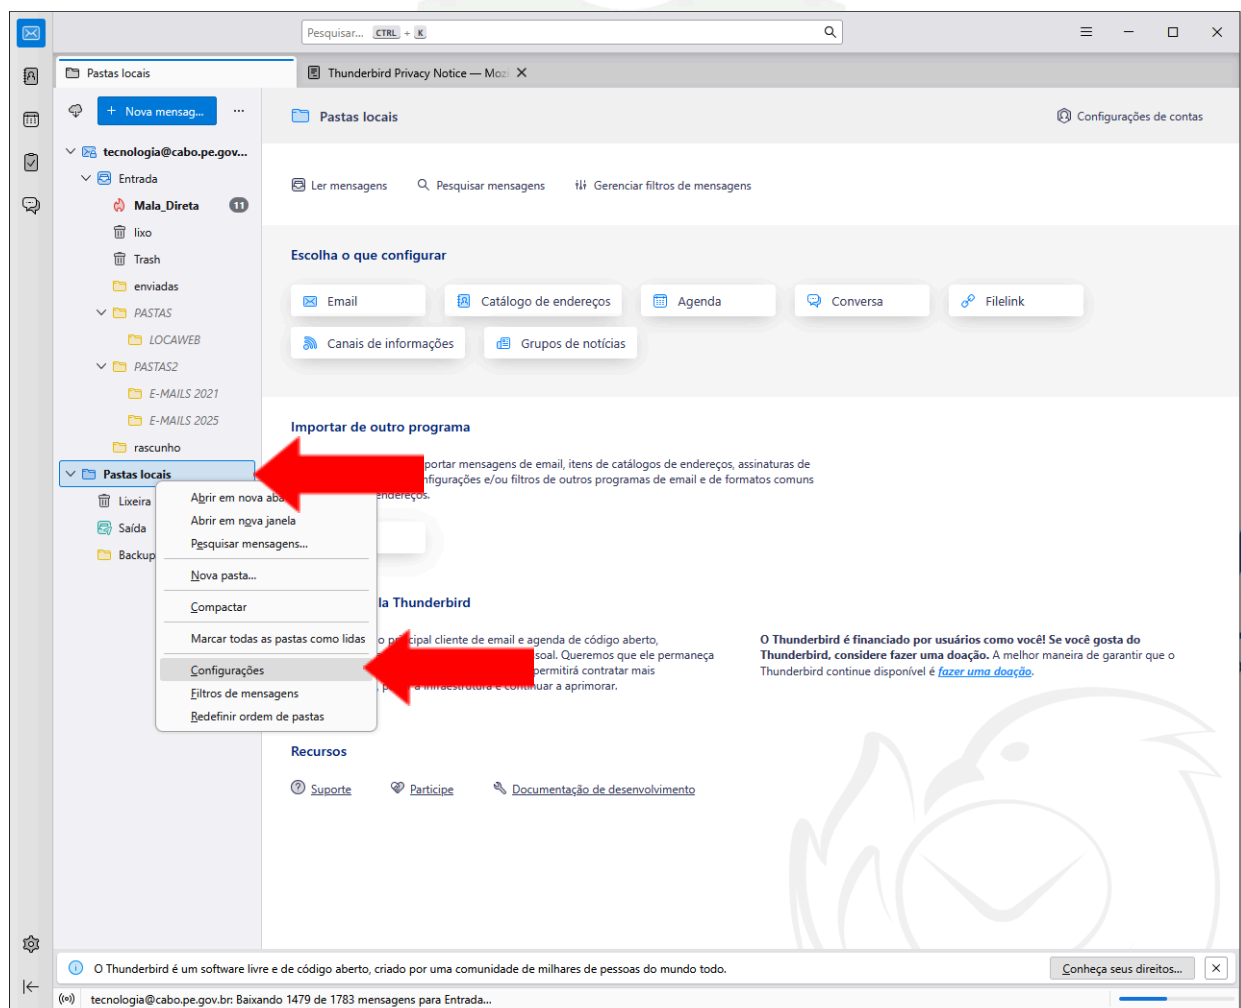 Pesquisar... CTRL + K
Pastas locais
Thunderbird Privacy Notice — Mozi
+ Nova mensag... ...
Pastas locais
Configurações de contas
tecnologia@cabo.pe.gov...
Entrada
Mala_Direta 11
lixo
Trash
enviadas
PASTAS
LOCAWEB
PASTAS2
E-MAILS 2021
E-MAILS 2025
rascunho
Pastas locais
Lixeira
Saída
Backup
Abrir em nova aba
Abrir em nova janela
Pesquisar mensagens...
Nova pasta...
Compactar
Marcar todas as pastas como lidas
Configurações
Filtros de mensagens
Redefinir ordem de pastas
Ler mensagens Pesquisar mensagens Gerenciar filtros de mensagens
Escolha o que configurar
Email Catálogo de endereços Agenda Conversa Filelink
Canais de informações Grupos de notícias
Importar de outro programa
portar mensagens de email, itens de catálogos de endereços, assinaturas de
nfigurações e/ou filtros de outros programas de email e de formatos comuns
endereços.
la Thunderbird
o principal cliente de email e agenda de código aberto,
soal. Queremos que ele permaneça
permitirá contratar mais
a infraestrutura e continuar a aprimorar.
O Thunderbird é financiado por usuários como você! Se você gosta do
Thunderbird, considere fazer uma doação. A melhor maneira de garantir que o
Thunderbird continue disponível é fazer uma doação.
Recursos
Suporte Participe Documentação de desenvolvimento
O Thunderbird é um software livre e de código aberto, criado por uma comunidade de milhares de pessoas do mundo todo.
Conheça seus direitos...
tecnologia@cabo.pe.gov.br: Baixando 1479 de 1783 mensagens para Entrada...